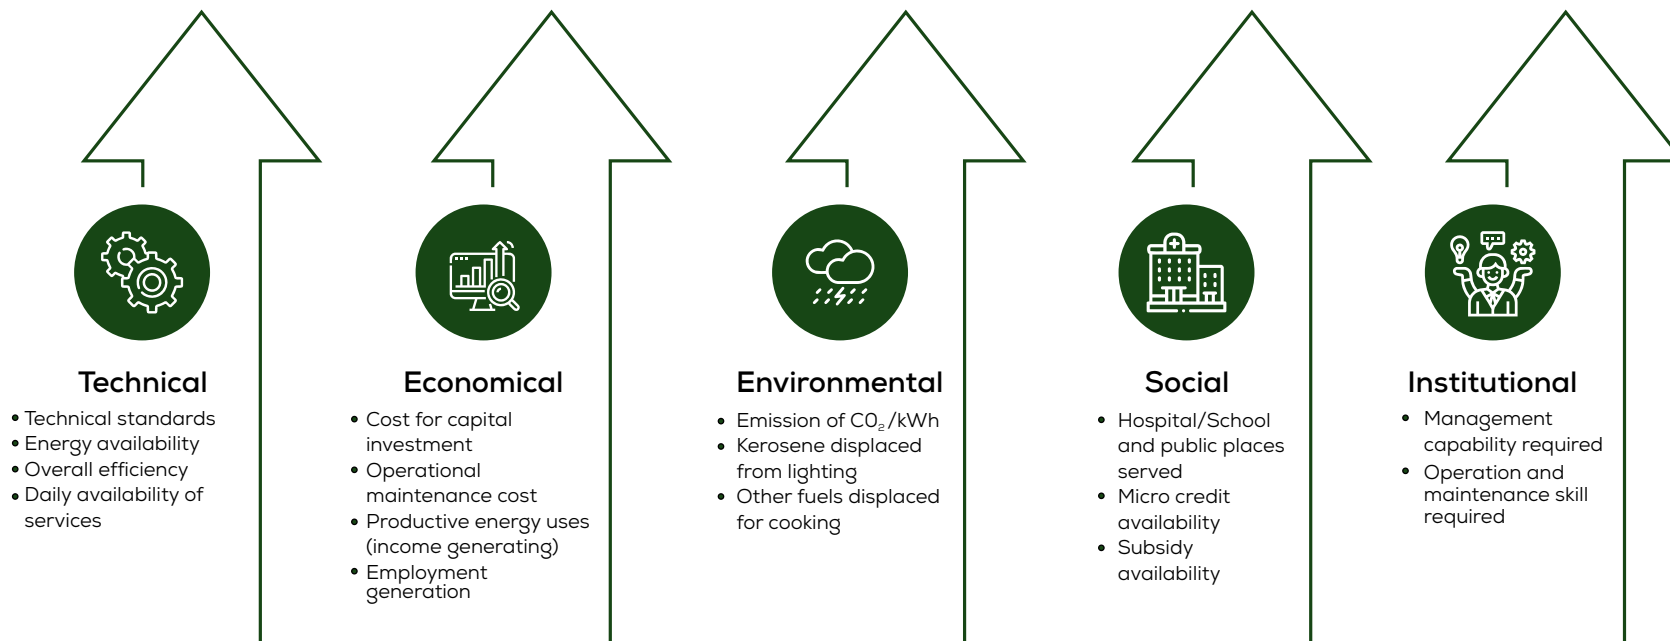 Technical
• Technical standards
• Energy availability
• Overall efficiency
• Daily availability of
services
Economical
• Cost for capital
investment
• Operational
maintenance cost
• Productive energy uses
(income generating)
• Employment
generation
Environmental
• Emission of CO₂/kWh
• Kerosene displaced
from lighting
• Other fuels displaced
for cooking
Social
• Hospital/School
and public places
served
• Micro credit
availability
• Subsidy
availability
Institutional
• Management
capability required
• Operation and
maintenance skill
required